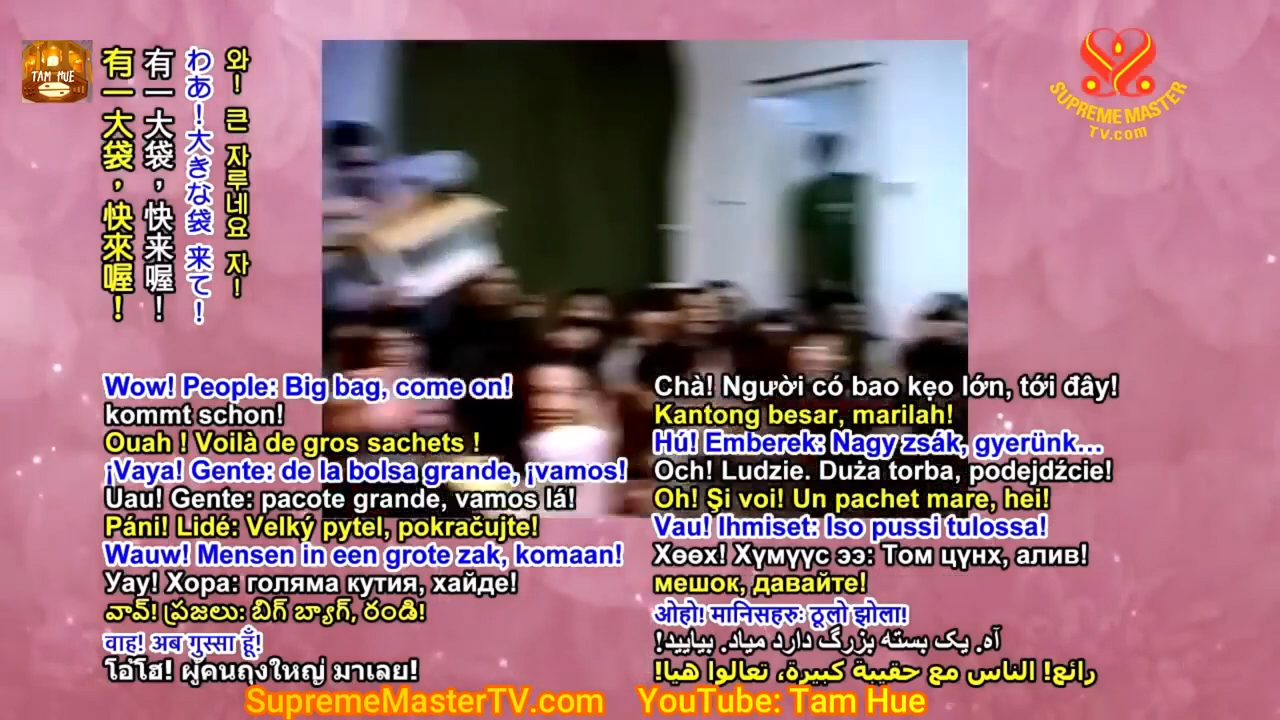 TAM HUE
有一大袋，快來喔！
有一大袋，快来喔！
わあ！大きな袋 来て！
와！ 큰 자루네요 자！
SUPREME MASTER
TV.com
Wow! People: Big bag, come on!
kommt schon!
Ouah ! Voilà de gros sachets !
¡Vaya! Gente: de la bolsa grande, ¡vamos!
Uau! Gente: pacote grande, vamos lá!
Páni! Lidé: Velký pytel, pokračujte!
Wauw! Mensen in een grote zak, komaan!
Уау! Хора: голяма кутия, хайде!
వావ్! ప్రజలు: బిగ్ బ్యాగ్, రండి!
वाह! अब गुस्सा हूँ!
โอ้โฮ! ผู้คนถุงใหญ่ มาเลย!
Chà! Người có bao kẹo lớn, tới đây!
Kantong besar, marilah!
Hú! Emberek: Nagy zsák, gyerünk...
Och! Ludzie. Duża torba, podejdźcie!
Oh! Şi voi! Un pachet mare, hei!
Vau! Ihmiset: Iso pussi tulossa!
Хөөх! Хүмүүс ээ: Том цүнх, алив!
мешок, давайте!
ओहो! मानिसहरुः ठूलो झोला!
آه. یک بسته بزرگ دارد میاد. بیایید!
رائع! الناس مع حقيبة كبيرة، تعالوا هيا!
SupremeMasterTV.com YouTube: Tam Hue